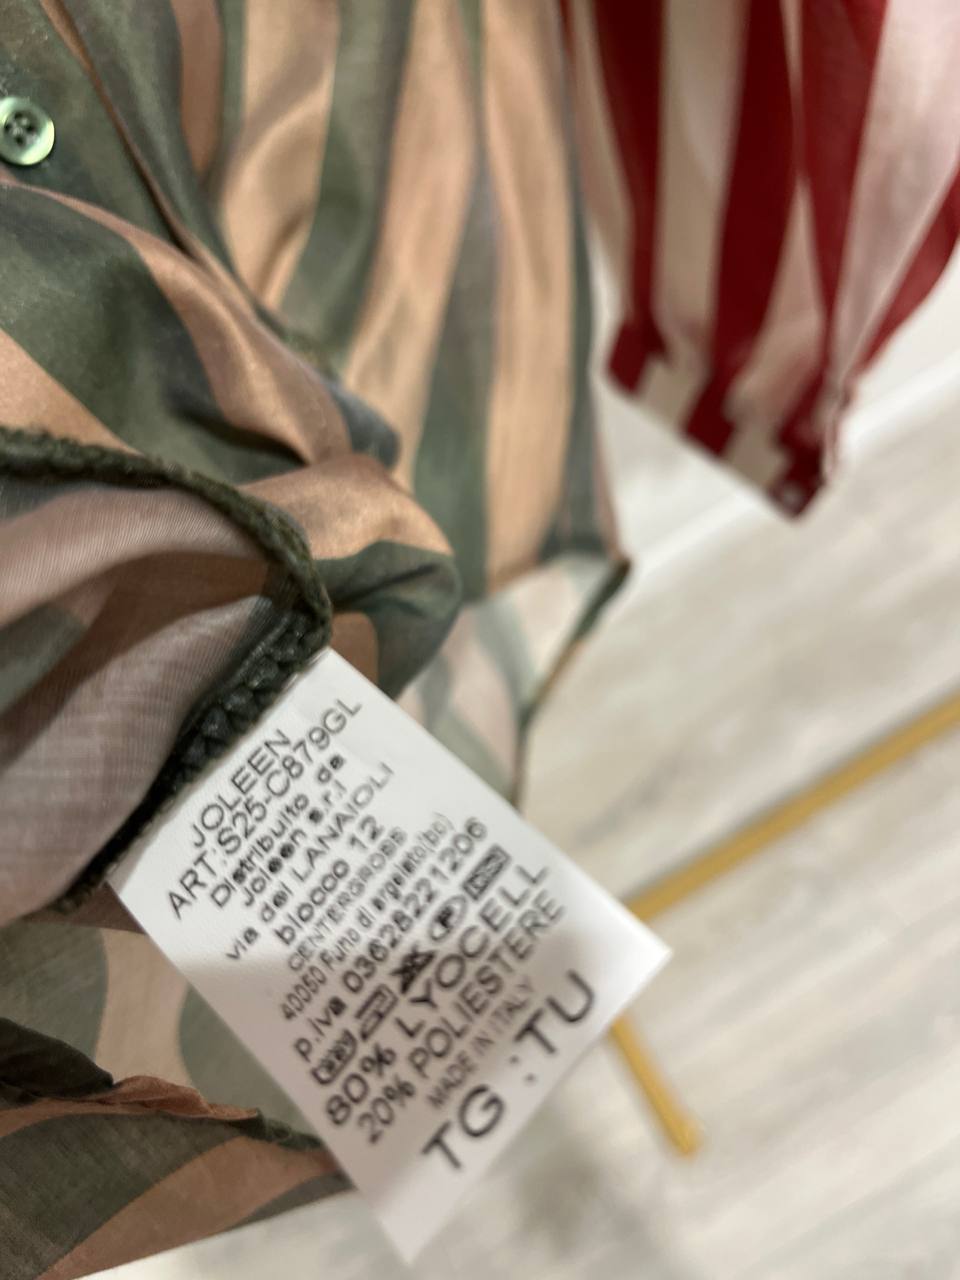 JOLEEN
ART:S25-C879GL
Distribuito da
Joleen s.r.l
via dei LANAIOLI
blocco 12
CENTERGROSS
40050 Funo di argelato(bo)
p.iva 03628221206
80% LYOCELL
20% POLIESTERE
MADE IN ITALY
TG :TU